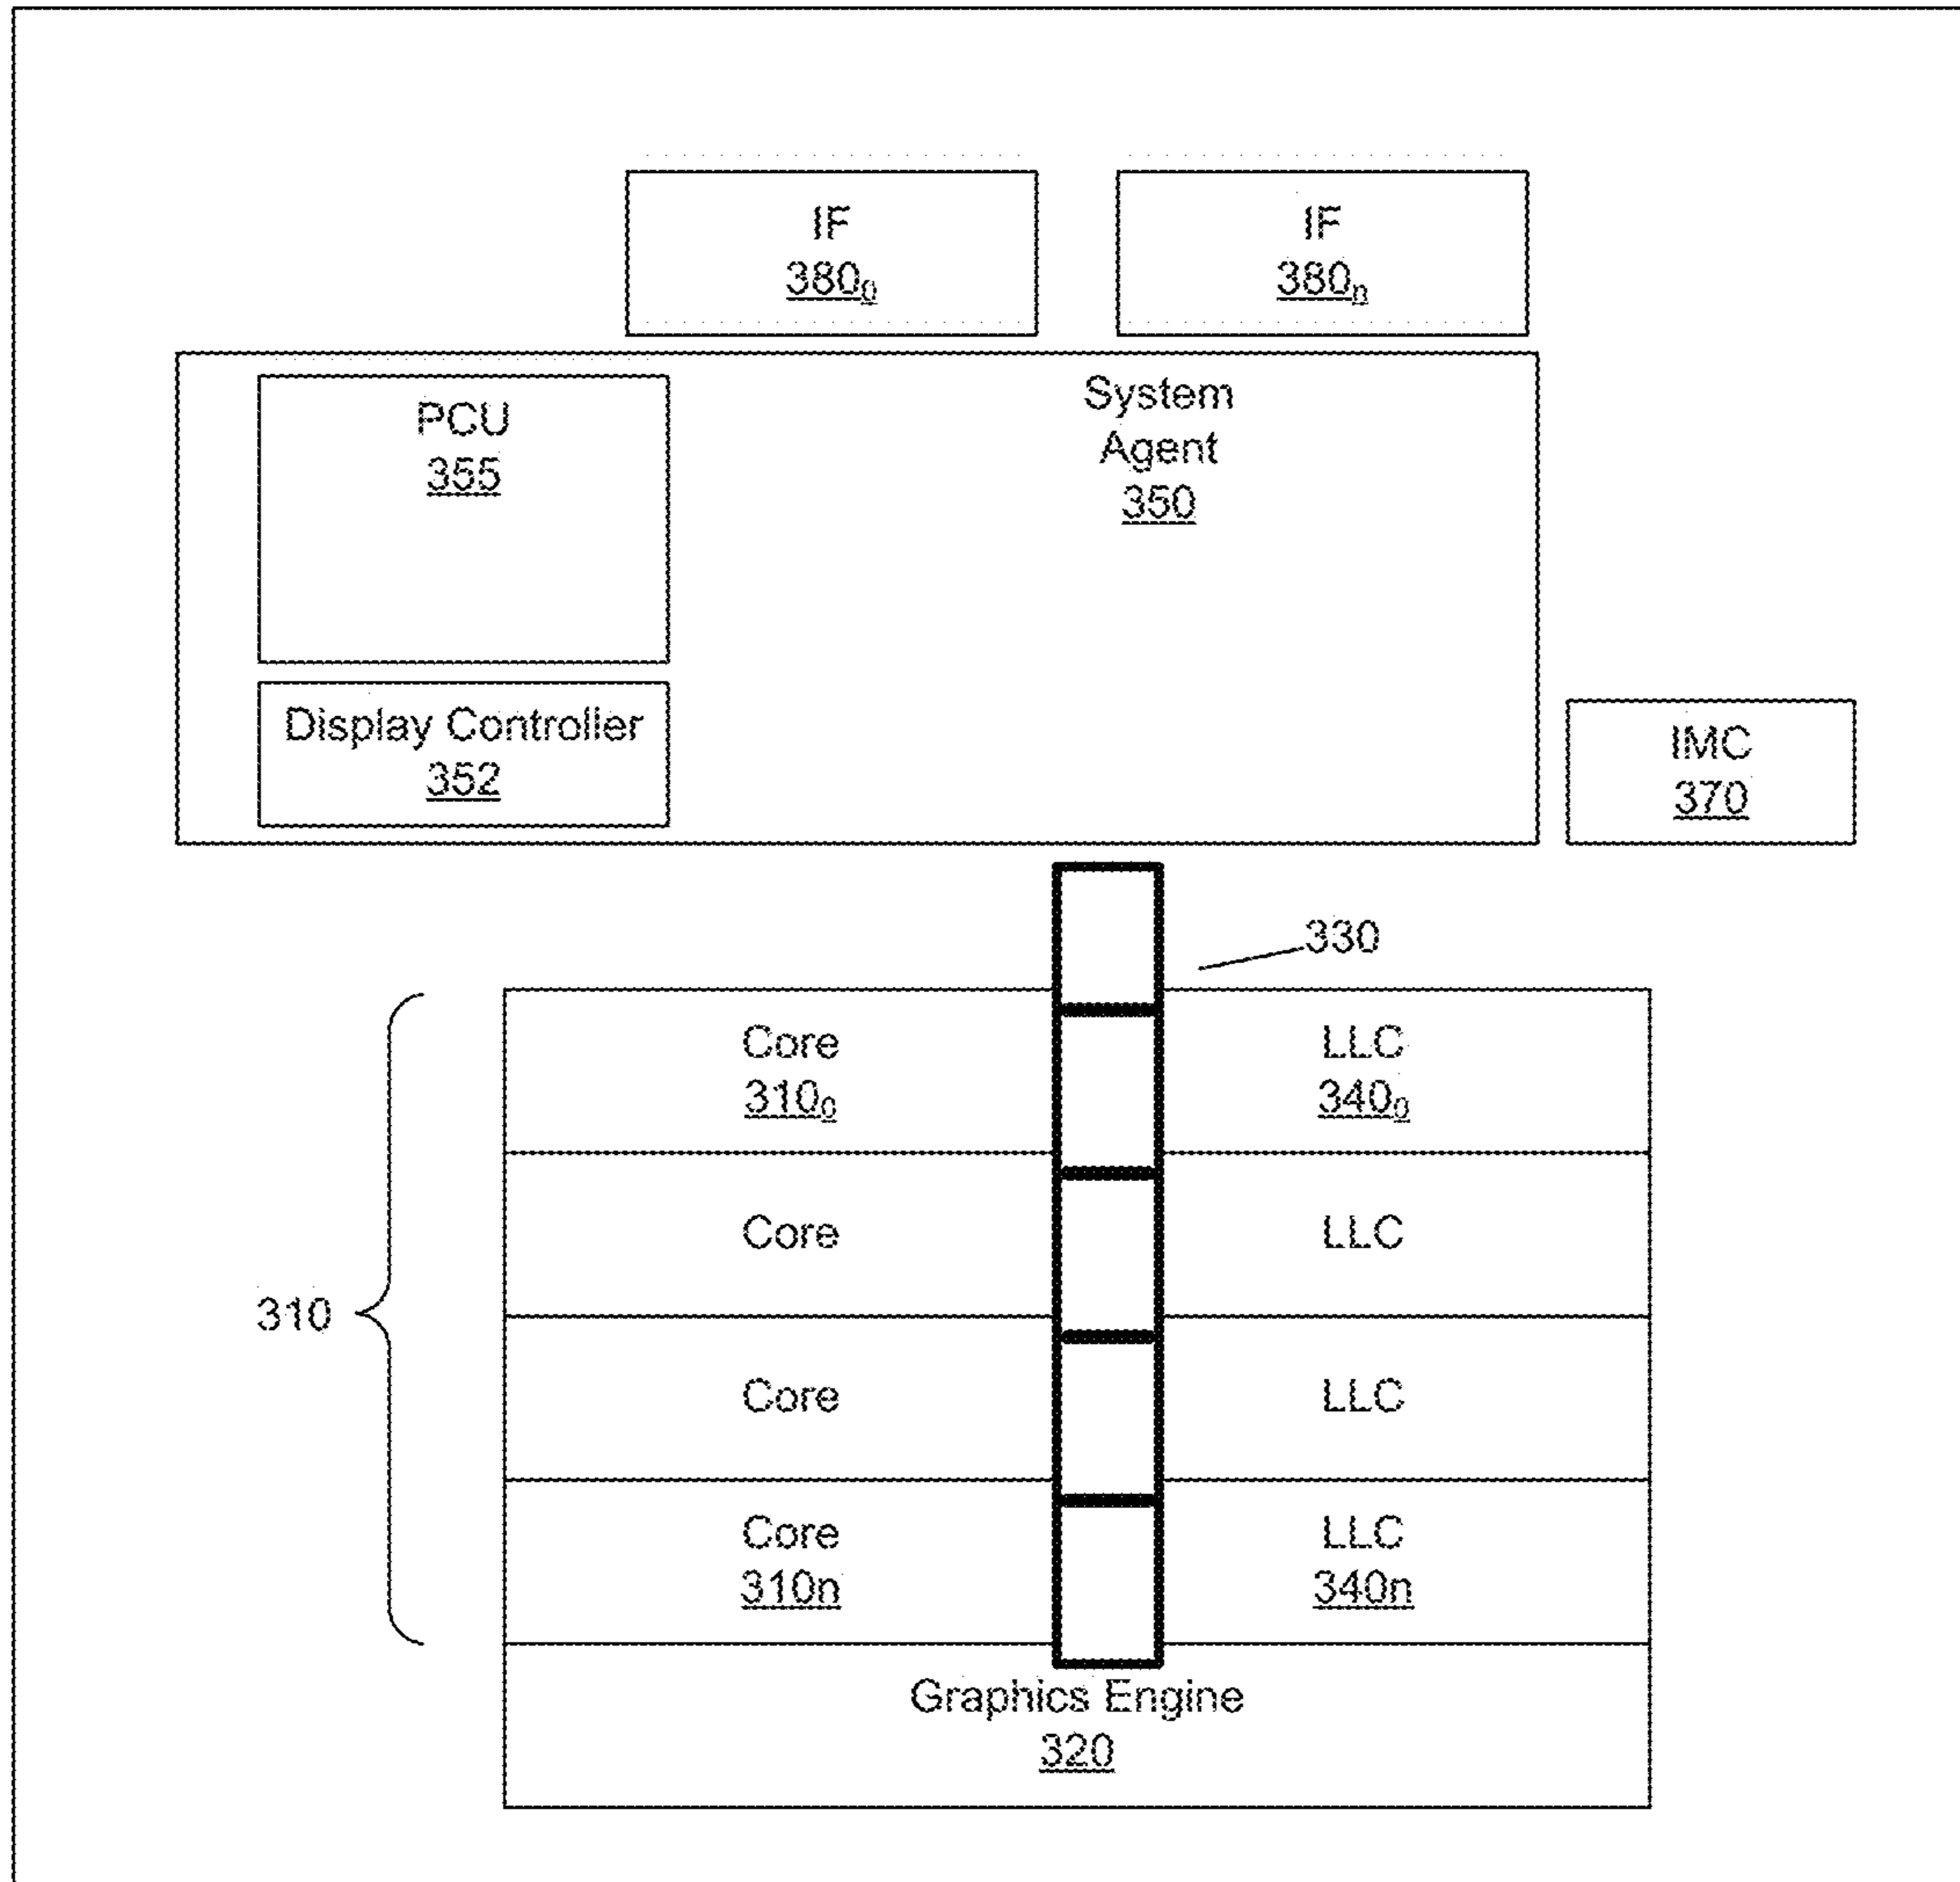 IF
380₀
IF
380ₙ
PCU
355
System
Agent
350
Display Controller
352
IMC
370
330
Core
310₀
LLC
340₀
Core
LLC
310
Core
LLC
Core
310n
LLC
340n
Graphics Engine
320